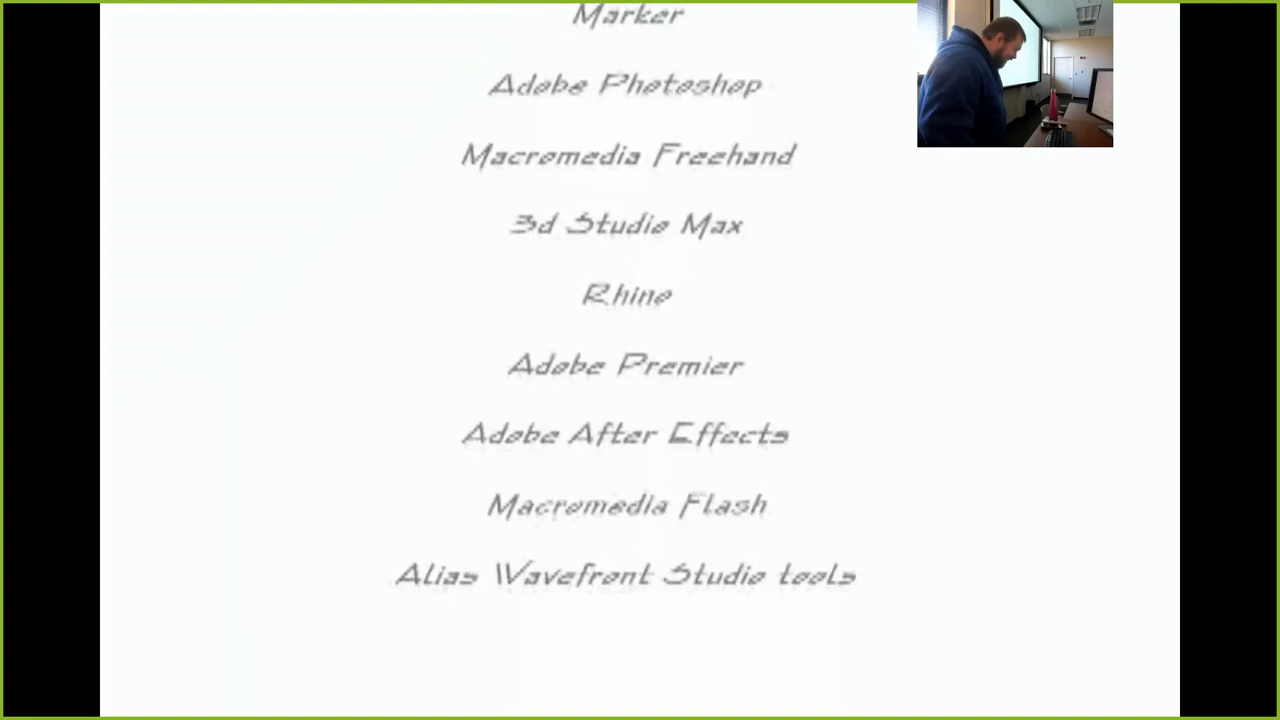 Marker
Adobe Photoshop
Macromedia Freehand
3d Studio Max
Rhino
Adobe Premier
Adobe After Effects
Macromedia Flash
Alias Wavefront Studio tools